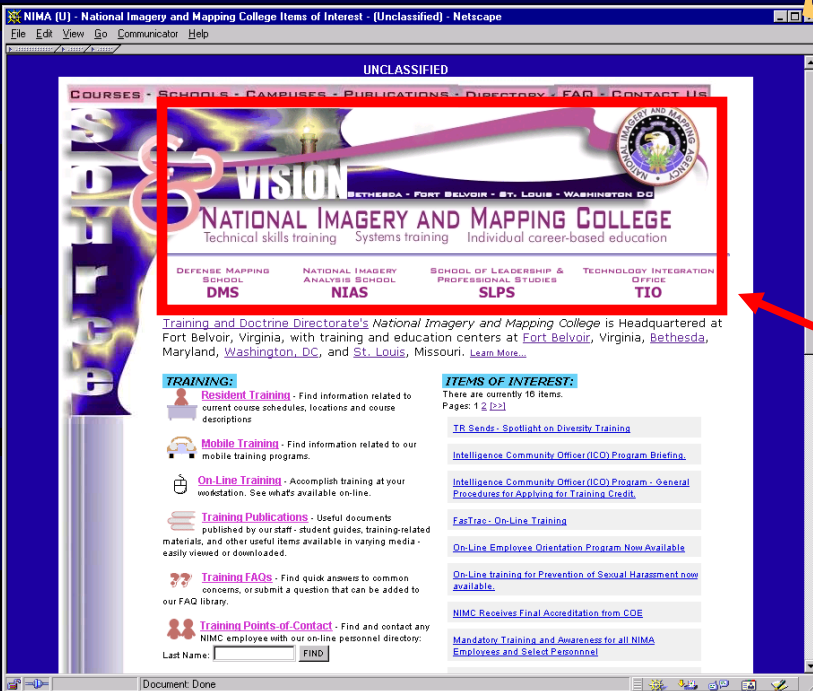 NIMA (U) - National Imagery and Mapping College Items of Interest - (Unclassified) - Netscape
File Edit View Go Communicator Help
UNCLASSIFIED
COURSES - SCHOOLS - CAMPUSES - PUBLICATIONS - DIRECTORY - FAQ - CONTACT US
Source
& VISION
NATIONAL IMAGERY AND MAPPING AGENCY
BETHESDA - FORT BELVOIR - ST. LOUIS - WASHINGTON DC
NATIONAL IMAGERY AND MAPPING COLLEGE
Technical skills training Systems training Individual career-based education
DEFENSE MAPPING SCHOOL
DMS
NATIONAL IMAGERY ANALYSIS SCHOOL
NIAS
SCHOOL OF LEADERSHIP & PROFESSIONAL STUDIES
SLPS
TECHNOLOGY INTEGRATION OFFICE
TIO
Training and Doctrine Directorate's National Imagery and Mapping College is Headquartered at
Fort Belvoir, Virginia, with training and education centers at Fort Belvoir, Virginia, Bethesda,
Maryland, Washington, DC, and St. Louis, Missouri. Learn More...
TRAINING:
Resident Training - Find information related to
current course schedules, locations and course
descriptions
Mobile Training - Find information related to our
mobile training programs.
On-Line Training - Accomplish training at your
workstation. See what's available on-line.
Training Publications - Useful documents
published by our staff - student guides, training-related
materials, and other useful items available in varying media -
easily viewed or downloaded.
Training FAQs - Find quick answers to common
concerns, or submit a question that can be added to
our FAQ library.
Training Points-of-Contact - Find and contact any
NIMC employee with our on-line personnel directory:
Last Name: FIND
ITEMS OF INTEREST:
There are currently 16 items.
Pages: 1 2 [>>]
TR Sends - Spotlight on Diversity Training
Intelligence Community Officer (ICO) Program Briefing.
Intelligence Community Officer (ICO) Program - General
Procedures for Applying for Training Credit.
FasTrac - On-Line Training
On-Line Employee Orientation Program Now Available
On-Line training for Prevention of Sexual Harassment now
available.
NIMC Receives Final Accreditation from COE
Mandatory Training and Awareness for all NIMA
Employees and Select Personnnel
Document: Done